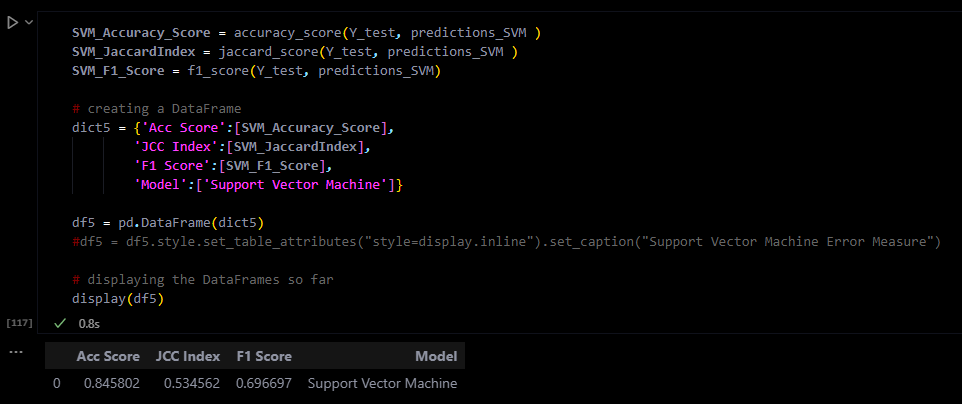 SVM_Accuracy_Score = accuracy_score(Y_test, predictions_SVM )
SVM_JaccardIndex = jaccard_score(Y_test, predictions_SVM )
SVM_F1_Score = f1_score(Y_test, predictions_SVM)
# creating a DataFrame
dict5 = {'Acc Score':[SVM_Accuracy_Score],
'JCC Index':[SVM_JaccardIndex],
'F1 Score':[SVM_F1_Score],
'Model':['Support Vector Machine']}
df5 = pd.DataFrame(dict5)
#df5 = df5.style.set_table_attributes("style=display.inline").set_caption("Support Vector Machine Error Measure")
# displaying the DataFrames so far
display(df5)
[117] 0.8s
Acc Score JCC Index F1 Score Model
0 0.845802 0.534562 0.696697 Support Vector Machine